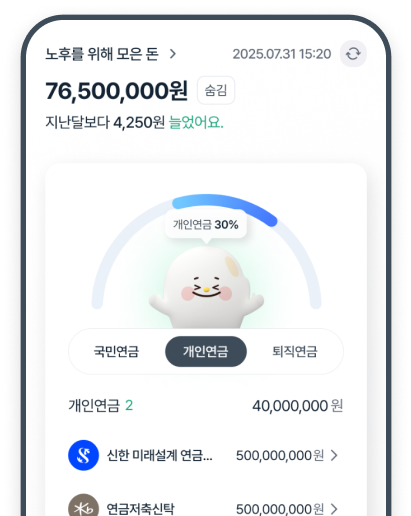 노후를 위해 모은 돈 2025.07.31 15:20
76,500,000원 숨김
지난달보다 4,250원 늘었어요.
개인연금 30%
국민연금 개인연금 퇴직연금
개인연금 2 40,000,000 원
신한 미래설계 연금... 500,000,000원
연금저축신탁 500,000,000원